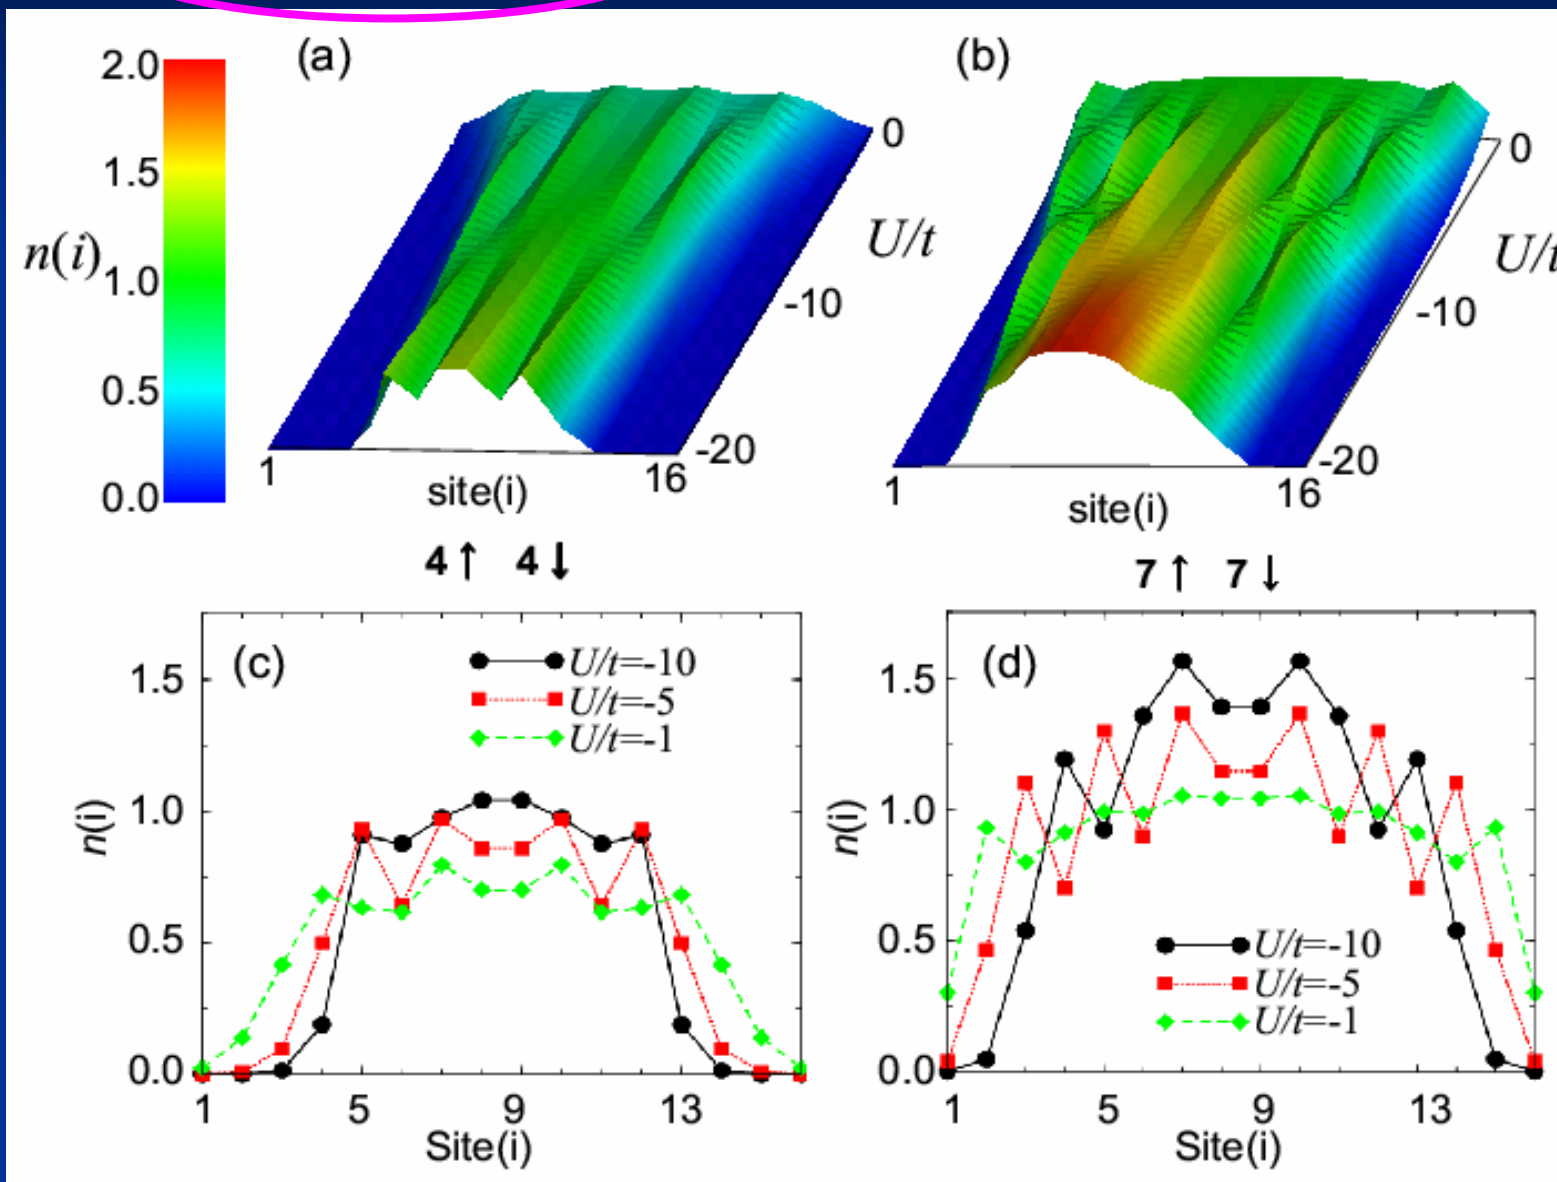 (a)
(b)
2.0
1.5
1.0
0.5
0.0
n(i)
0
-10
-20
U/t
1
16
site(i)
0
-10
-20
U/t
1
16
site(i)
4 ↑ 4 ↓
7 ↑ 7 ↓
(c)
U/t=-10
U/t=-5
U/t=-1
1.5
1.0
0.5
0.0
n(i)
1 5 9 13
Site(i)
(d)
1.5
1.0
0.5
0.0
n(i)
U/t=-10
U/t=-5
U/t=-1
1 5 9 13
Site(i)